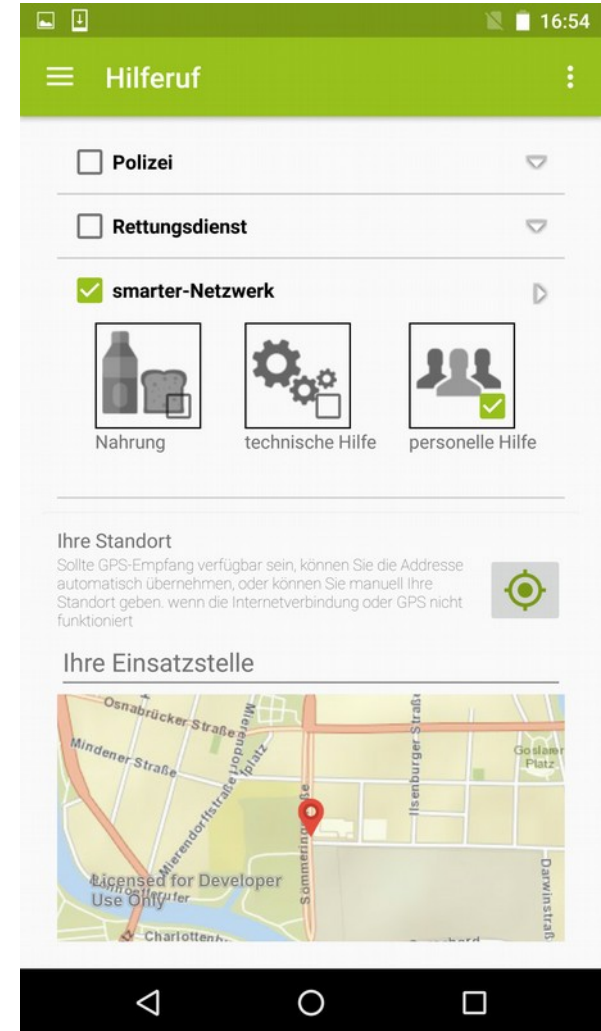 16:54
Hilferuf
Polizei
Rettungsdienst
smarter-Netzwerk
Nahrung technische Hilfe personelle Hilfe
Ihre Standort
Sollte GPS-Empfang verfügbar sein, können Sie die Addresse
automatisch übernehmen, oder können Sie manuell Ihre
Standort geben. wenn die Internetverbindung oder GPS nicht
funktioniert
Ihre Einsatzstelle
Osnabrücker Straße
Mindener Straße
Mierendorffplatz
Mierendorffstraße
Ilsenburger Straße
Goslarer
Platz
Sömmeringstraße
Licensed for Developer
Use Only
Darwinstraß
Charlottenb